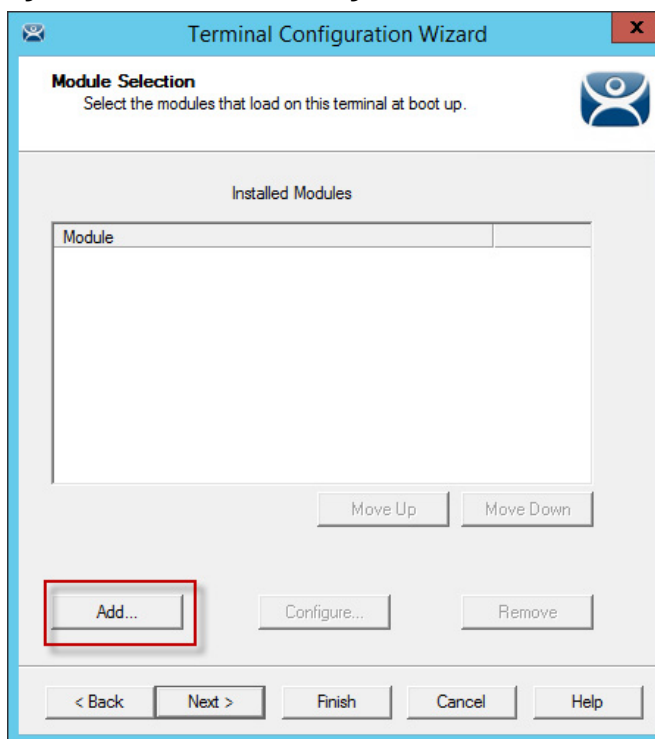 Terminal Configuration Wizard
x
Module Selection
Select the modules that load on this terminal at boot up.
Installed Modules
Module
Move Up Move Down
Add... Configure... Remove
< Back Next > Finish Cancel Help